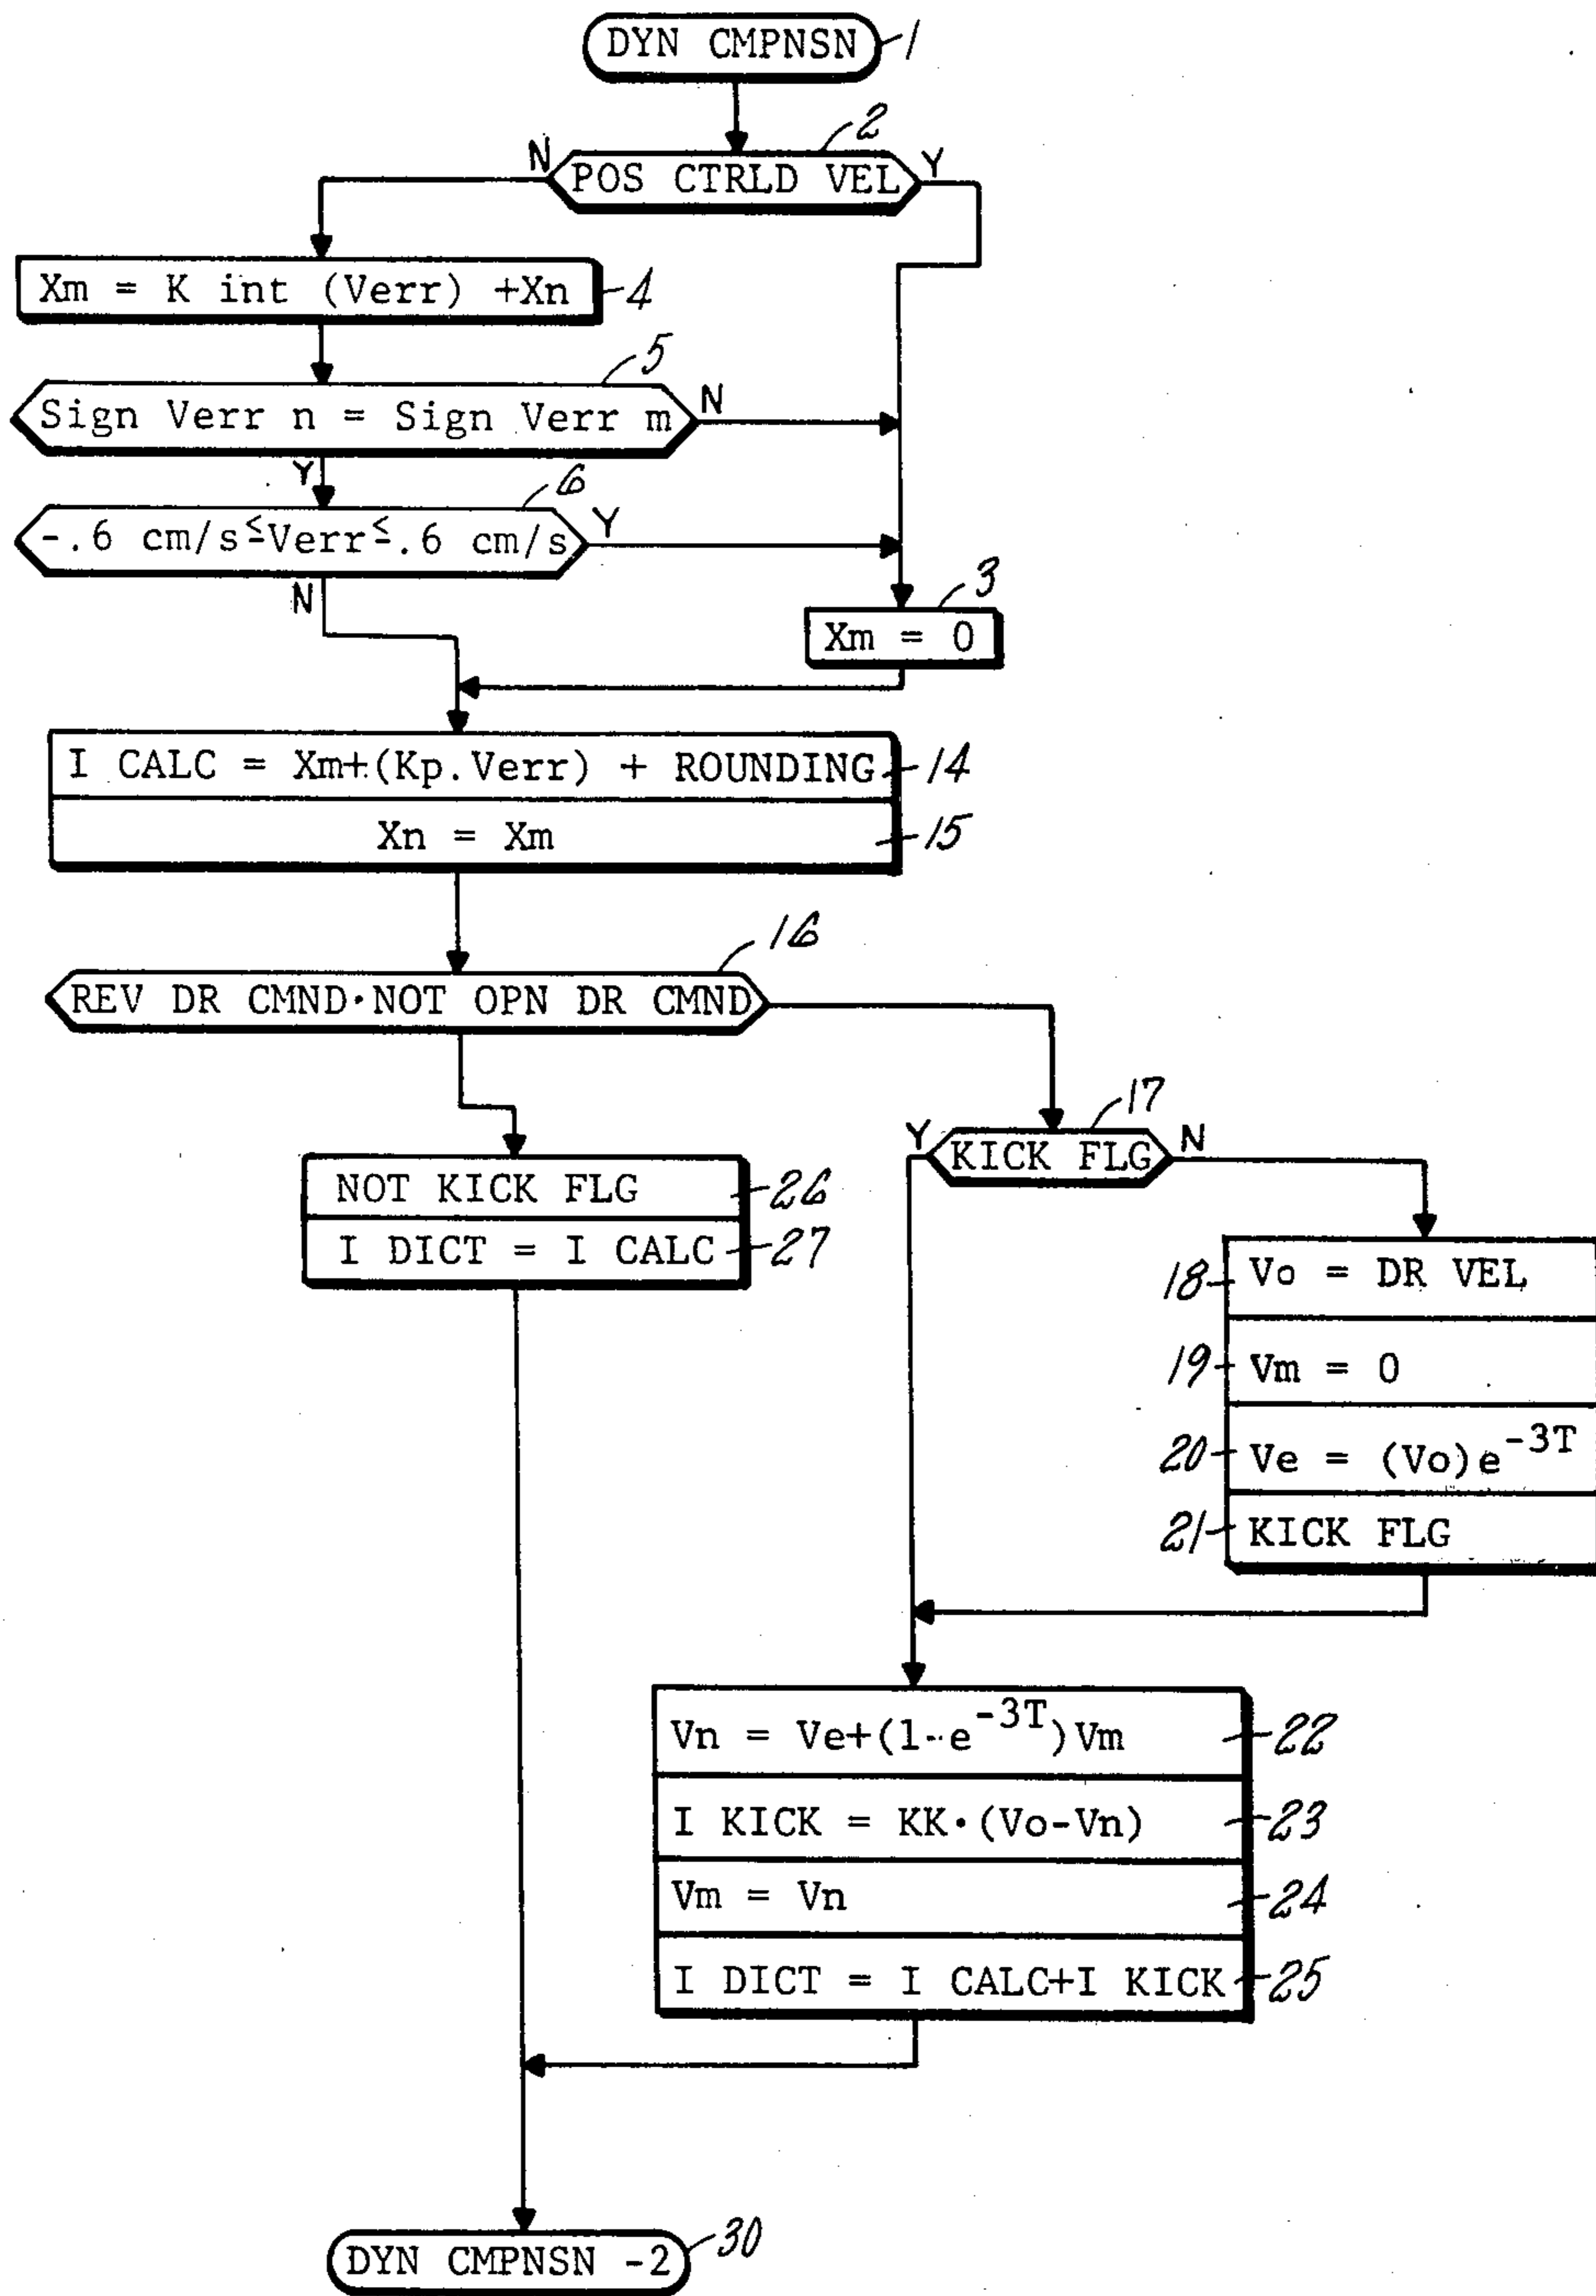 DYN CMPNSN 1
2
N POS CTRLD VEL Y
Xm = K int (Verr) +Xn 4
5
Sign Verr n = Sign Verr m N
Y
6
-.6 cm/s≤Verr≤.6 cm/s Y
N
3
Xm = 0
I CALC = Xm+(Kp.Verr) + ROUNDING 14
Xn = Xm 15
16
REV DR CMND·NOT OPN DR CMND
17
Y KICK FLG N
NOT KICK FLG 26
I DICT = I CALC 27
18 Vo = DR VEL
19 Vm = 0
20 Ve = (Vo)e^-3T
21 KICK FLG
Vn = Ve+(1-e^-3T)Vm 22
I KICK = KK·(Vo-Vn) 23
Vm = Vn 24
I DICT = I CALC+I KICK 25
DYN CMPNSN -2 30